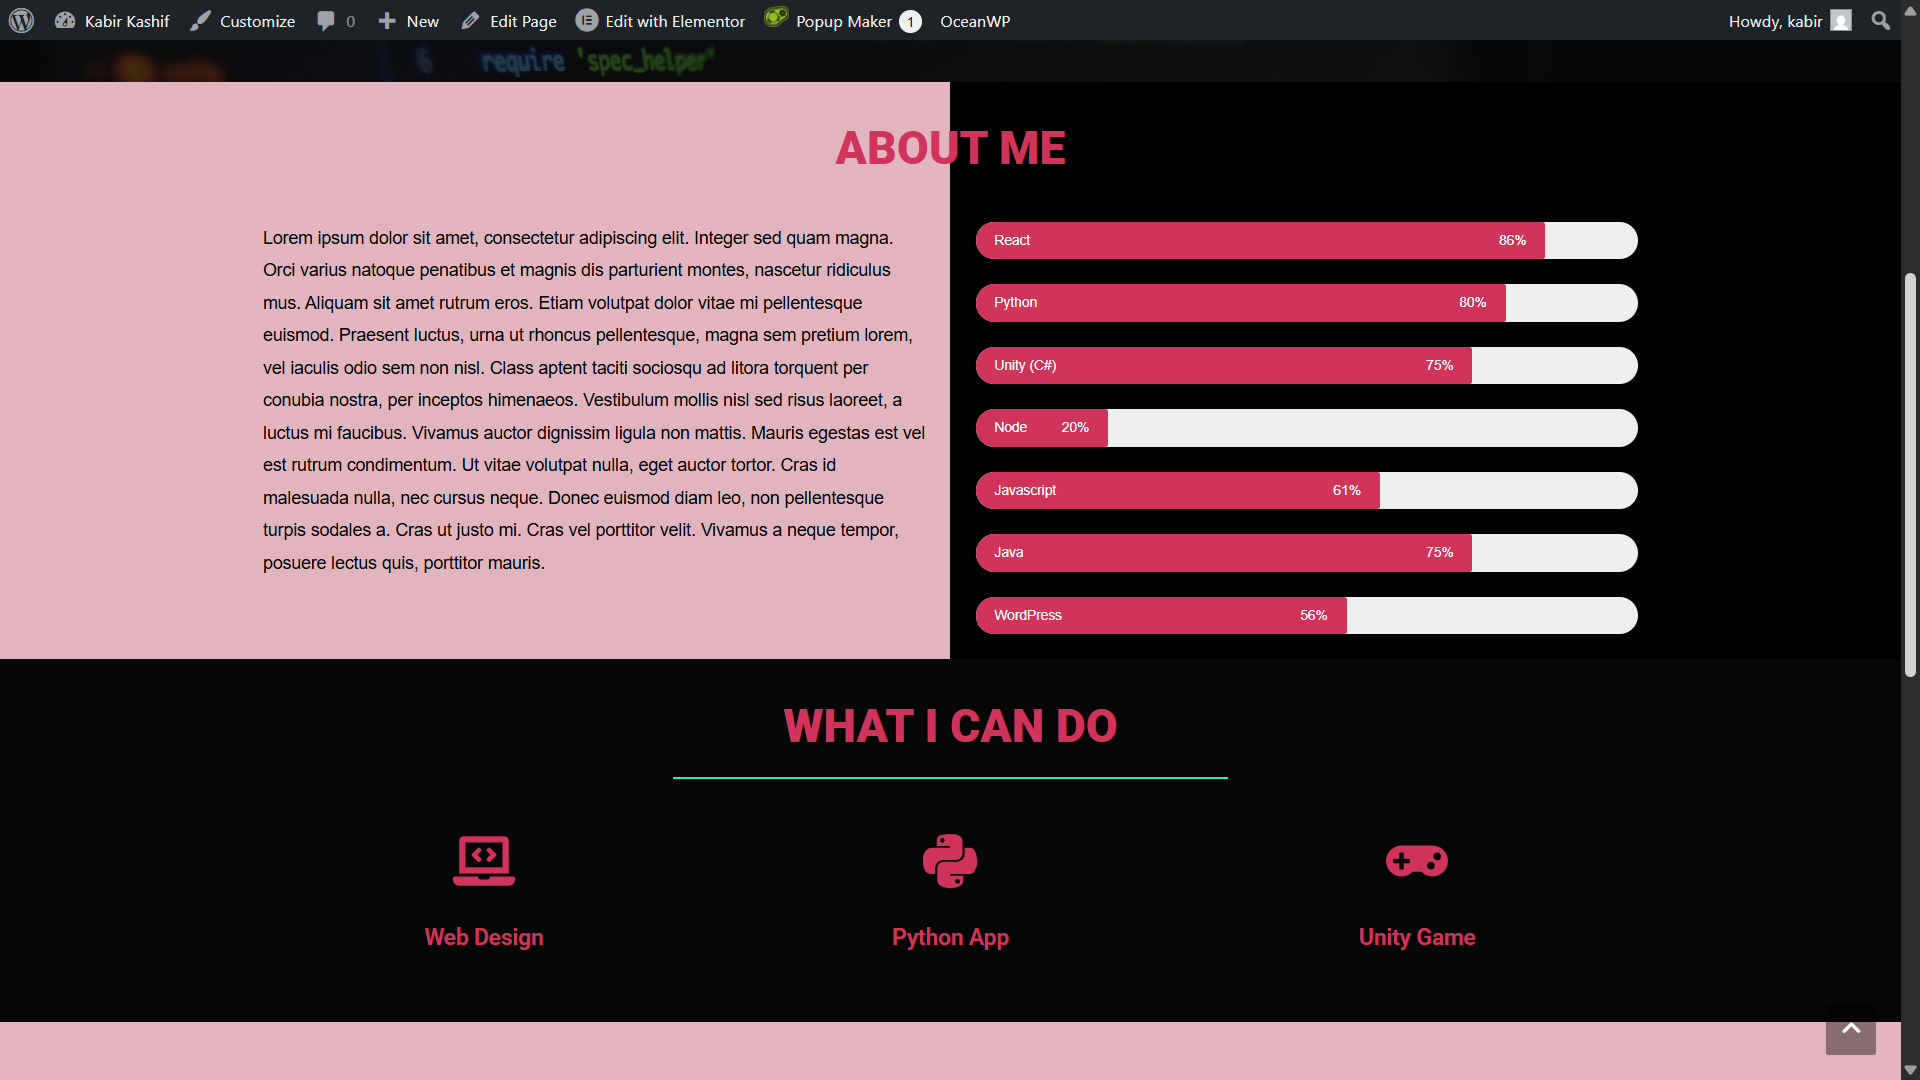 Kabir Kashif Customize 0 New Edit Page Edit with Elementor Popup Maker 1 OceanWP Howdy, kabir
6 require 'spec_helper'
ABOUT ME
Lorem ipsum dolor sit amet, consectetur adipiscing elit. Integer sed quam magna.
Orci varius natoque penatibus et magnis dis parturient montes, nascetur ridiculus
mus. Aliquam sit amet rutrum eros. Etiam volutpat dolor vitae mi pellentesque
euismod. Praesent luctus, urna ut rhoncus pellentesque, magna sem pretium lorem,
vel iaculis odio sem non nisl. Class aptent taciti sociosqu ad litora torquent per
conubia nostra, per inceptos himenaeos. Vestibulum mollis nisl sed risus laoreet, a
luctus mi faucibus. Vivamus auctor dignissim ligula non mattis. Mauris egestas est vel
est rutrum condimentum. Ut vitae volutpat nulla, eget auctor tortor. Cras id
malesuada nulla, nec cursus neque. Donec euismod diam leo, non pellentesque
turpis sodales a. Cras ut justo mi. Cras vel porttitor velit. Vivamus a neque tempor,
posuere lectus quis, porttitor mauris.
React 86%
Python 80%
Unity (C#) 75%
Node 20%
Javascript 61%
Java 75%
WordPress 56%
WHAT I CAN DO
Web Design
Python App
Unity Game